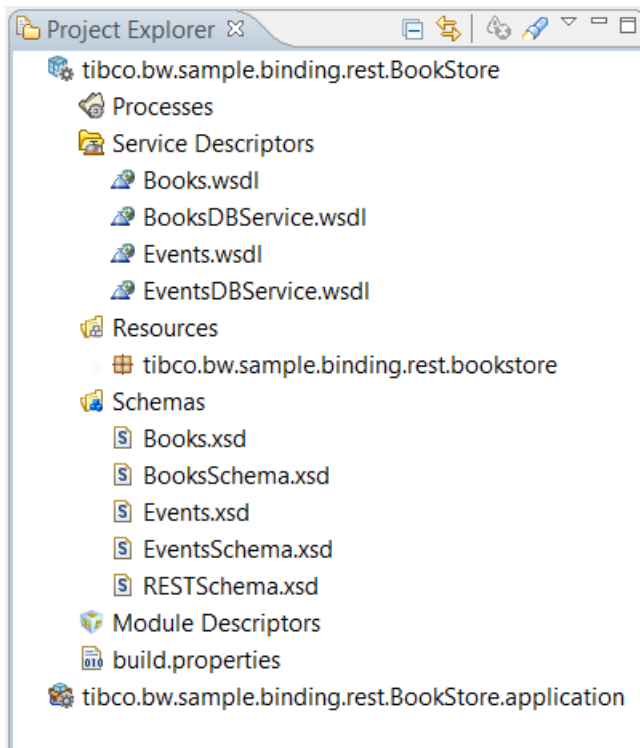 Project Explorer
tibco.bw.sample.binding.rest.BookStore
Processes
Service Descriptors
Books.wsdl
BooksDBService.wsdl
Events.wsdl
EventsDBService.wsdl
Resources
tibco.bw.sample.binding.rest.bookstore
Schemas
S Books.xsd
S BooksSchema.xsd
S Events.xsd
S EventsSchema.xsd
S RESTSchema.xsd
Module Descriptors
010 build.properties
tibco.bw.sample.binding.rest.BookStore.application